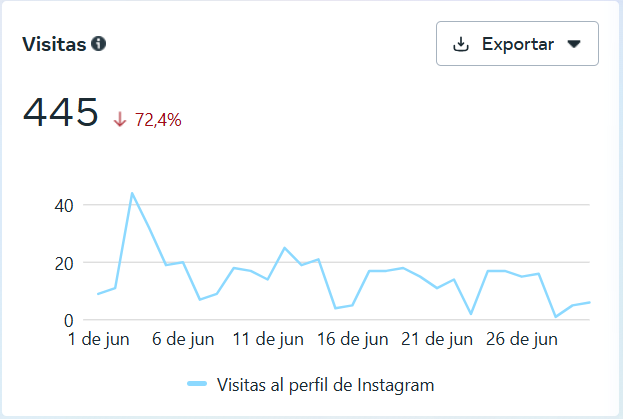 Visitas
Exportar
445 ↓ 72,4%
40
20
0
1 de jun 6 de jun 11 de jun 16 de jun 21 de jun 26 de jun
Visitas al perfil de Instagram